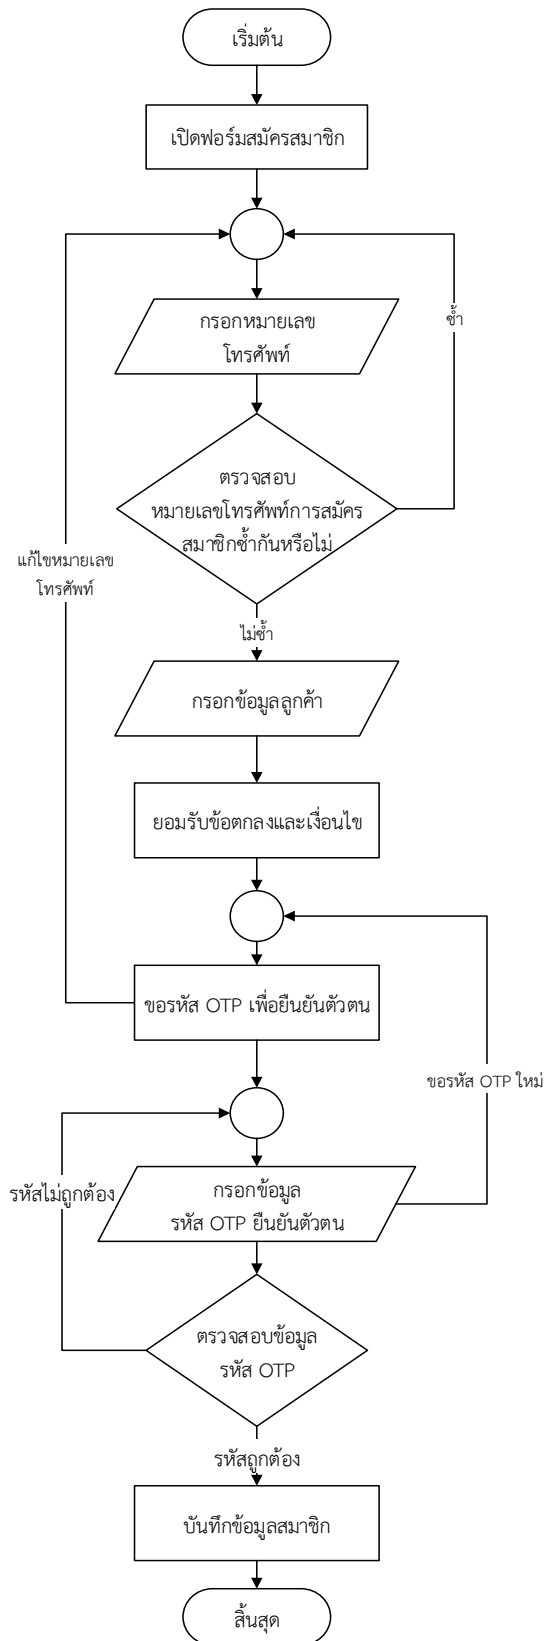 เริ่มต้น
เปิดฟอร์มสมัครสมาชิก
กรอกหมายเลข
โทรศัพท์
ซ้ำ
ตรวจสอบ
หมายเลขโทรศัพท์การสมัคร
สมาชิกซ้ำกันหรือไม่
แก้ไขหมายเลข
โทรศัพท์
ไม่ซ้ำ
กรอกข้อมูลลูกค้า
ยอมรับข้อตกลงและเงื่อนไข
ขอรหัส OTP เพื่อยืนยันตัวตน
ขอรหัส OTP ใหม่
รหัสไม่ถูกต้อง
กรอกข้อมูล
รหัส OTP ยืนยันตัวตน
ตรวจสอบข้อมูล
รหัส OTP
รหัสถูกต้อง
บันทึกข้อมูลสมาชิก
สิ้นสุด